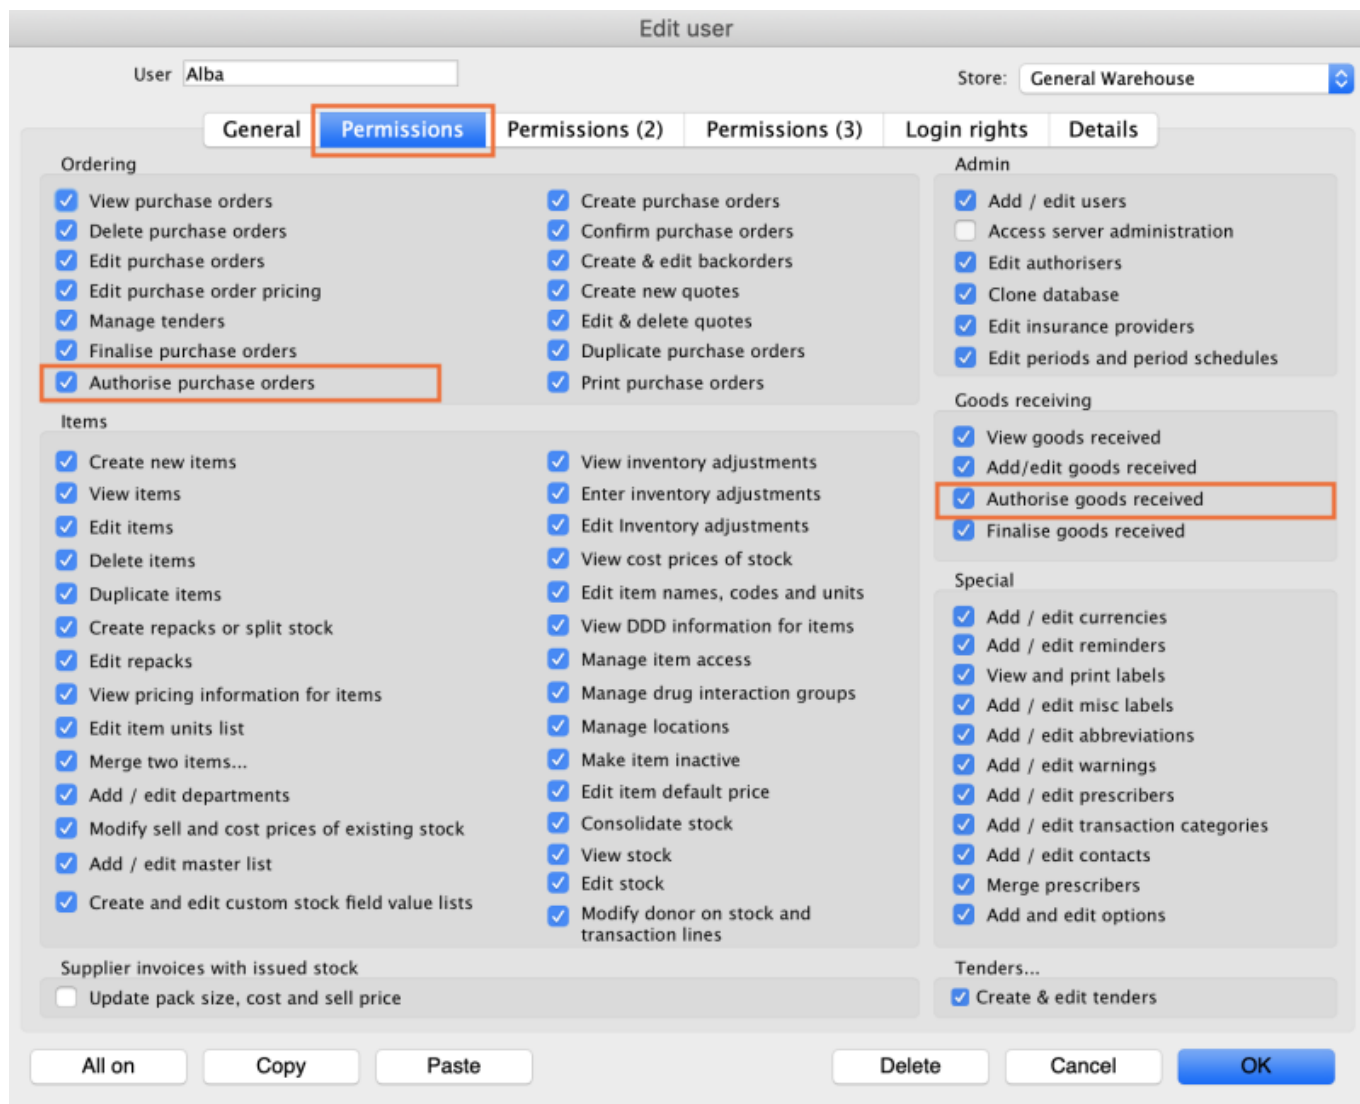 Edit user
User Alba
Store: General Warehouse
General Permissions Permissions (2) Permissions (3) Login rights Details
Ordering
View purchase orders
Delete purchase orders
Edit purchase orders
Edit purchase order pricing
Manage tenders
Finalise purchase orders
Authorise purchase orders
Create purchase orders
Confirm purchase orders
Create & edit backorders
Create new quotes
Edit & delete quotes
Duplicate purchase orders
Print purchase orders
Items
Create new items
View items
Edit items
Delete items
Duplicate items
Create repacks or split stock
Edit repacks
View pricing information for items
Edit item units list
Merge two items...
Add / edit departments
Modify sell and cost prices of existing stock
Add / edit master list
Create and edit custom stock field value lists
View inventory adjustments
Enter inventory adjustments
Edit Inventory adjustments
View cost prices of stock
Edit item names, codes and units
View DDD information for items
Manage item access
Manage drug interaction groups
Manage locations
Make item inactive
Edit item default price
Consolidate stock
View stock
Edit stock
Modify donor on stock and
transaction lines
Supplier invoices with issued stock
Update pack size, cost and sell price
Admin
Add / edit users
Access server administration
Edit authorisers
Clone database
Edit insurance providers
Edit periods and period schedules
Goods receiving
View goods received
Add/edit goods received
Authorise goods received
Finalise goods received
Special
Add / edit currencies
Add / edit reminders
View and print labels
Add / edit misc labels
Add / edit abbreviations
Add / edit warnings
Add / edit prescribers
Add / edit transaction categories
Add / edit contacts
Merge prescribers
Add and edit options
Tenders...
Create & edit tenders
All on Copy Paste Delete Cancel OK